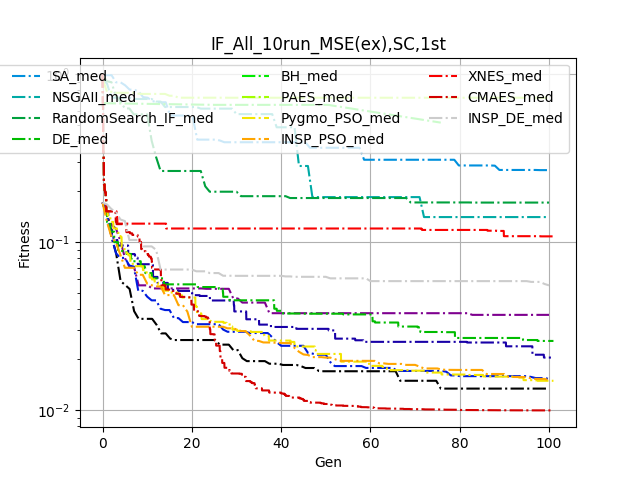 IF_All_10run_MSE(ex),SC,1st
SA_med BH_med XNES_med
NSGAII_med PAES_med CMAES_med
RandomSearch_IF_med Pygmo_PSO_med INSP_DE_med
DE_med INSP_PSO_med
Fitness
10⁻¹
10⁻²
0 20 40 60 80 100
Gen